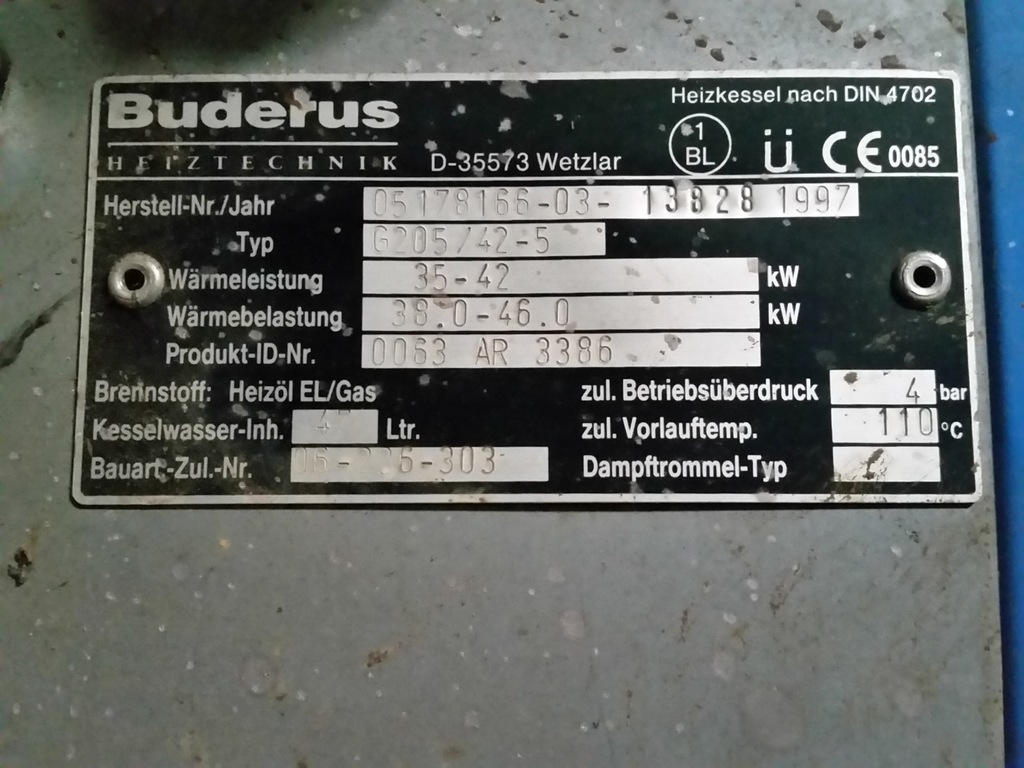 Buderus
HEIZTECHNIK D-35573 Wetzlar
Heizkessel nach DIN 4702
1
BL
Ü CE 0085
Herstell-Nr./Jahr 05178166-03- 13828 1997
Typ G205/42-5
Wärmeleistung 35-42 kW
Wärmebelastung 38.0-46.0 kW
Produkt-ID-Nr. 0063 AR 3386
Brennstoff: Heizöl EL/Gas zul. Betriebsüberdruck 4 bar
Kesselwasser-Inh. Ltr. zul. Vorlauftemp. 110 °C
Bauart.-Zul.-Nr. Dampftrommel-Typ